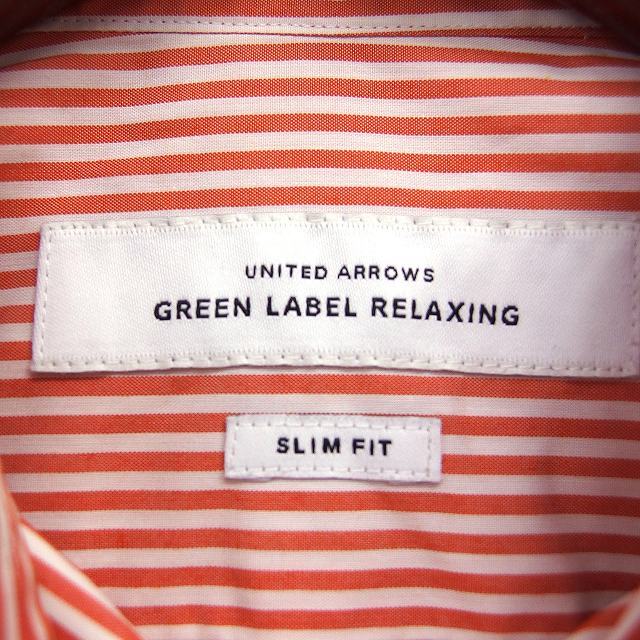 UNITED ARROWS
GREEN LABEL RELAXING
SLIM FIT